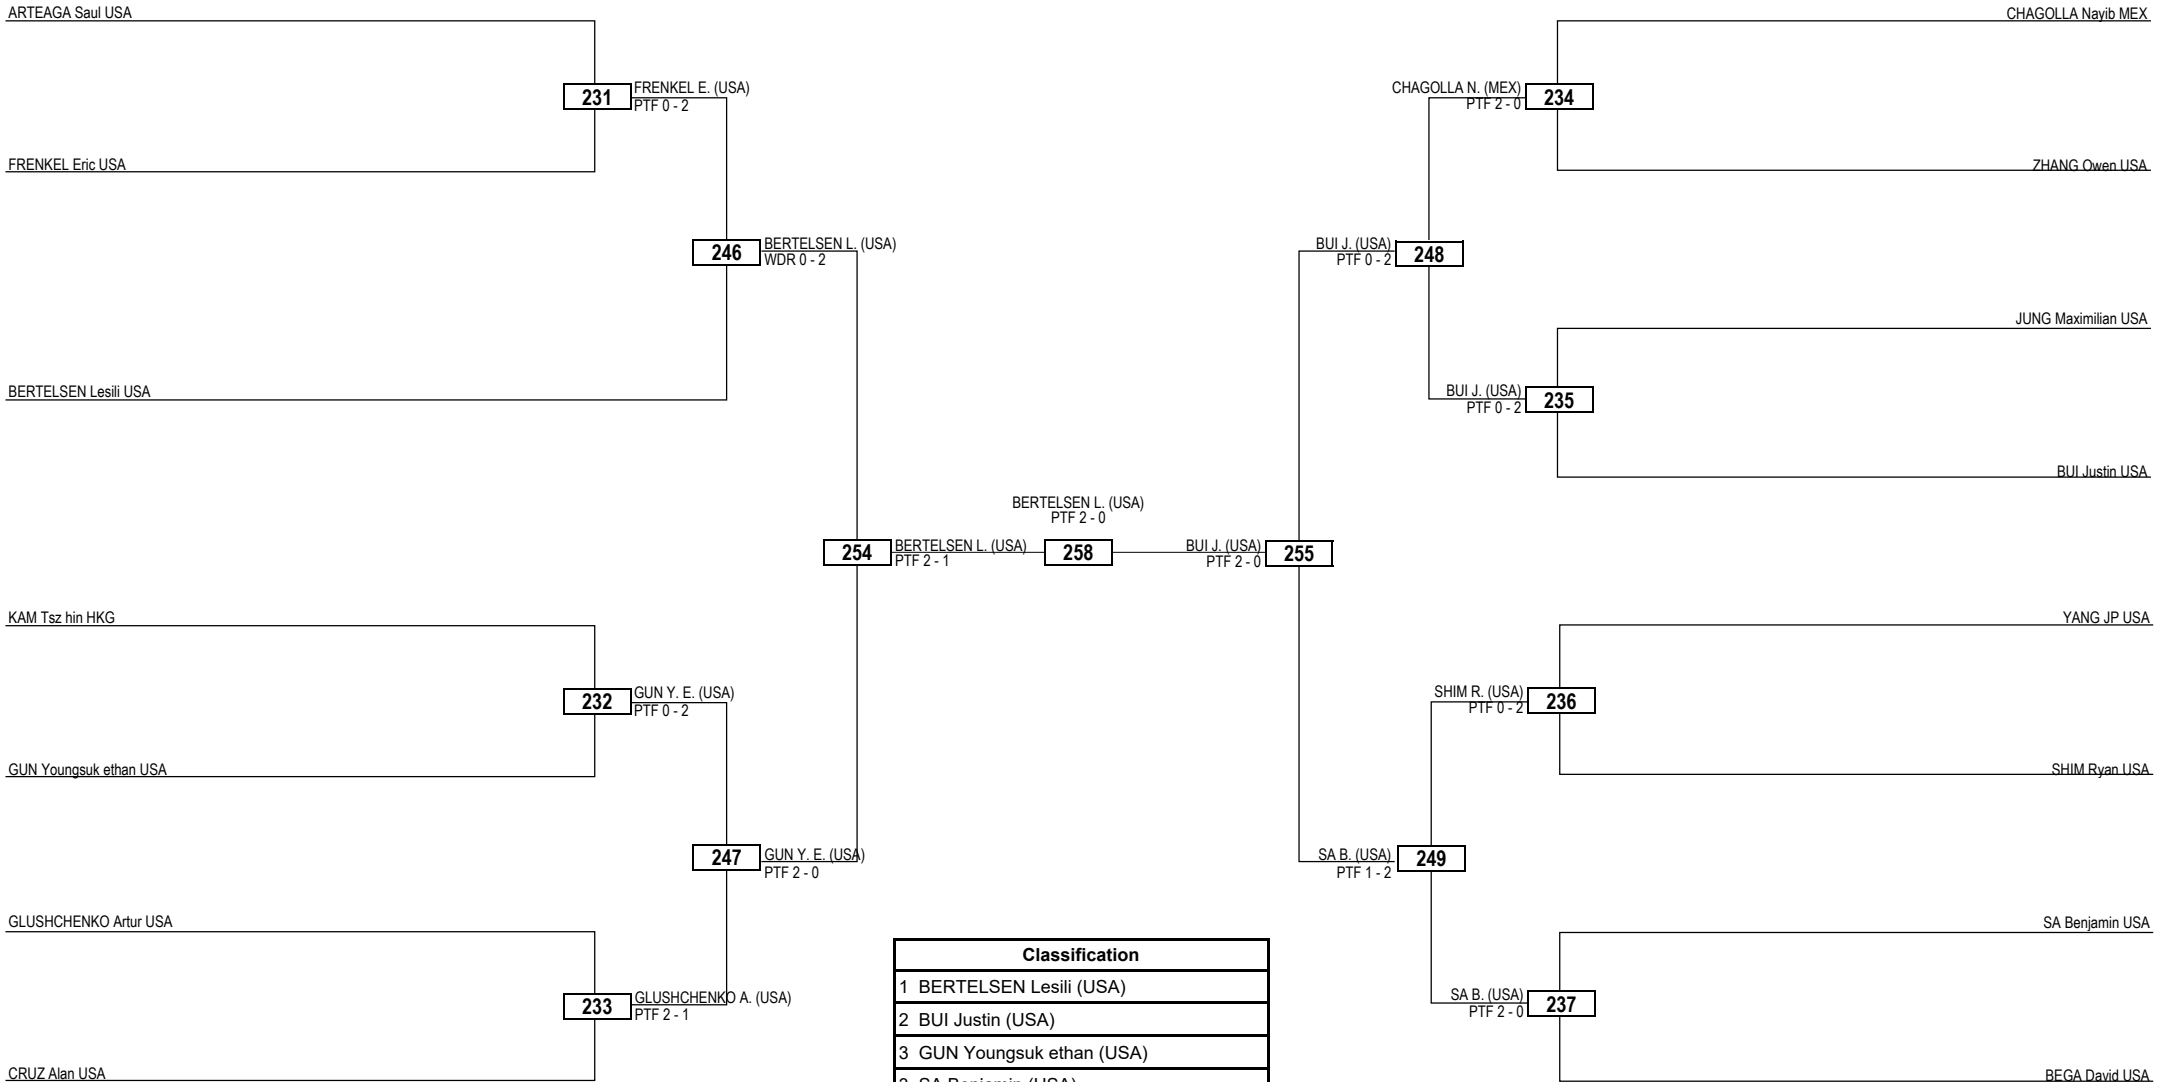 ARTEAGA Saul USA
231
FRENKEL E. (USA)
PTF 0 - 2
FRENKEL Eric USA
246
BERTELSEN L. (USA)
WDR 0 - 2
BERTELSEN Lesili USA
254
BERTELSEN L. (USA)
PTF 2 - 1
KAM Tsz hin HKG
232
GUN Y. E. (USA)
PTF 0 - 2
GUN Youngsuk ethan USA
247
GUN Y. E. (USA)
PTF 2 - 0
GLUSHCHENKO Artur USA
233
GLUSHCHENKO A. (USA)
PTF 2 - 1
CRUZ Alan USA
BERTELSEN L. (USA)
PTF 2 - 0
258
CHAGOLLA Nayib MEX
CHAGOLLA N. (MEX)
PTF 2 - 0
234
ZHANG Owen USA
BUI J. (USA)
PTF 0 - 2
248
JUNG Maximilian USA
BUI J. (USA)
PTF 0 - 2
235
BUI Justin USA
BUI J. (USA)
PTF 2 - 0
255
YANG JP USA
SHIM R. (USA)
PTF 0 - 2
236
SHIM Ryan USA
SA B. (USA)
PTF 1 - 2
249
SA Benjamin USA
SA B. (USA)
PTF 2 - 0
237
BEGA David USA
Classification
1 BERTELSEN Lesili (USA)
2 BUI Justin (USA)
3 GUN Youngsuk ethan (USA)
3 SA Benjamin (USA)